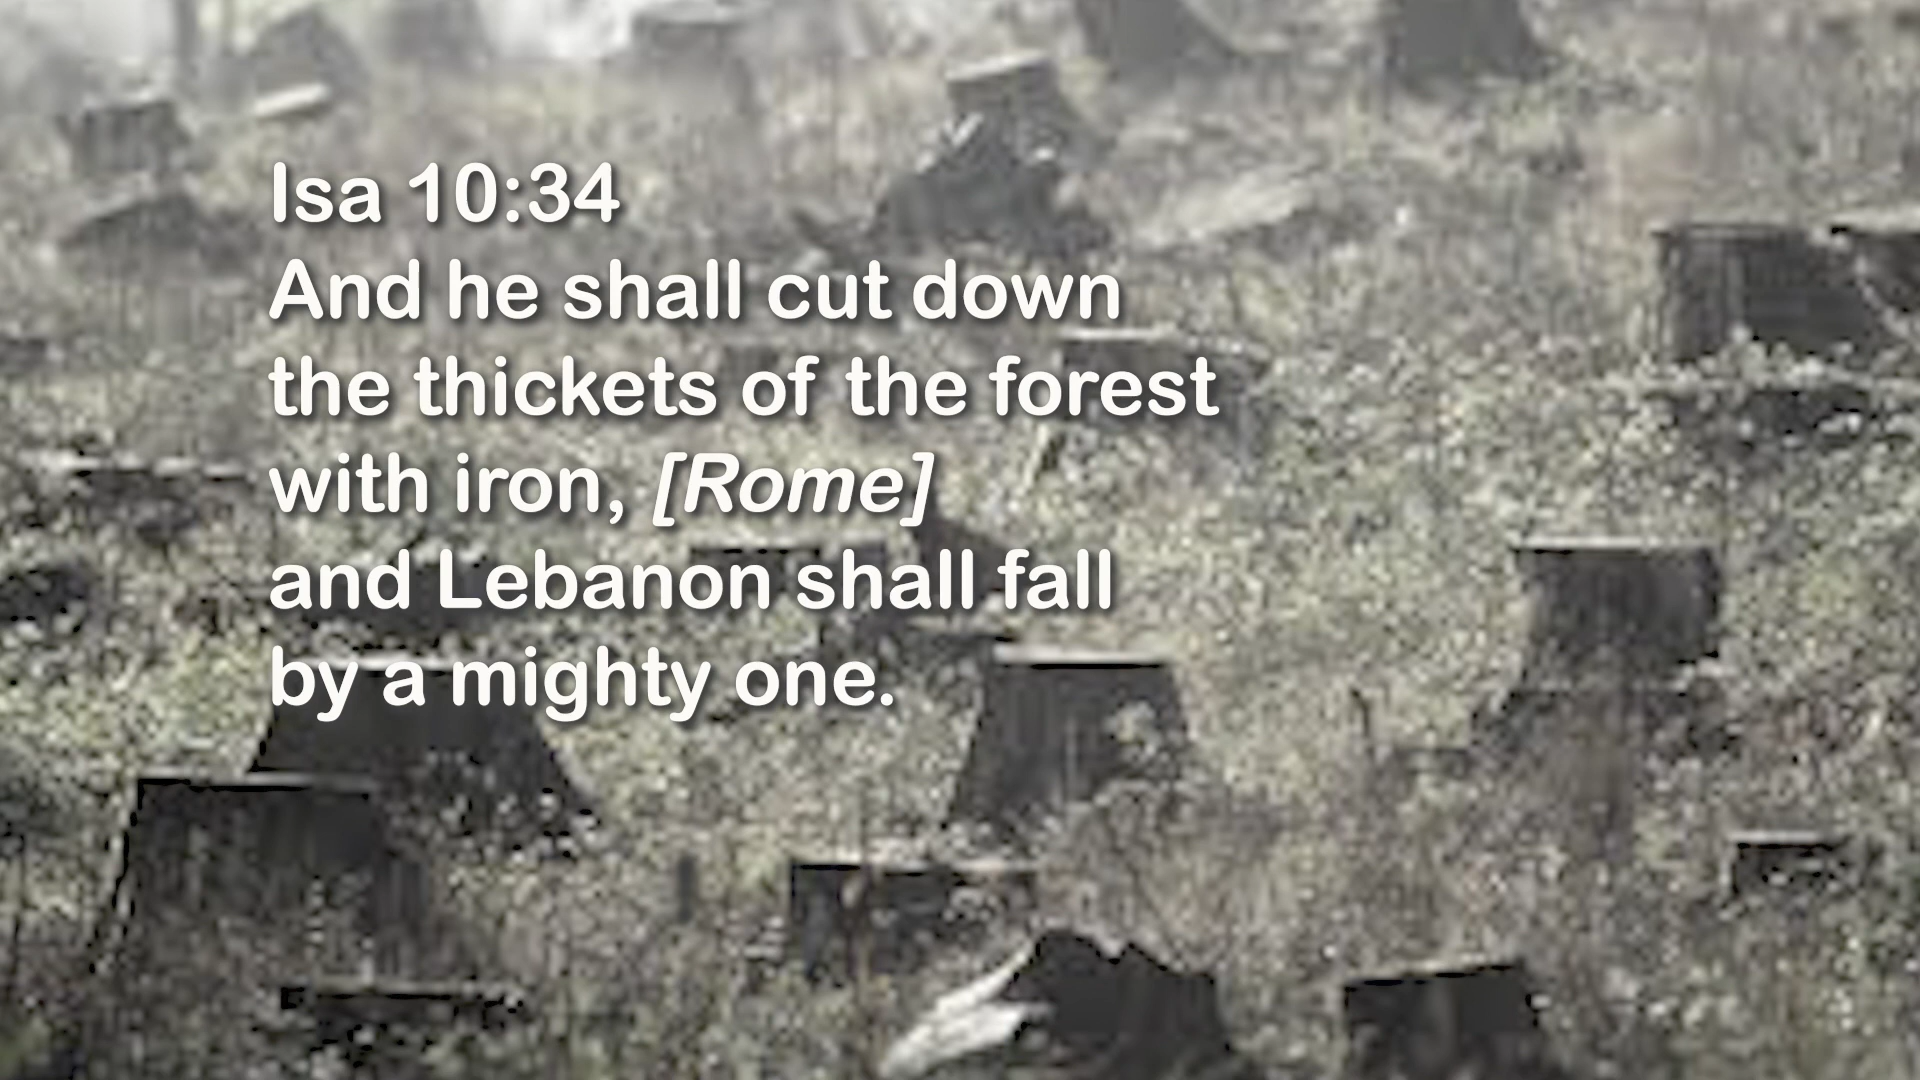 Isa 10:34
And he shall cut down
the thickets of the forest
with iron, [Rome]
and Lebanon shall fall
by a mighty one.